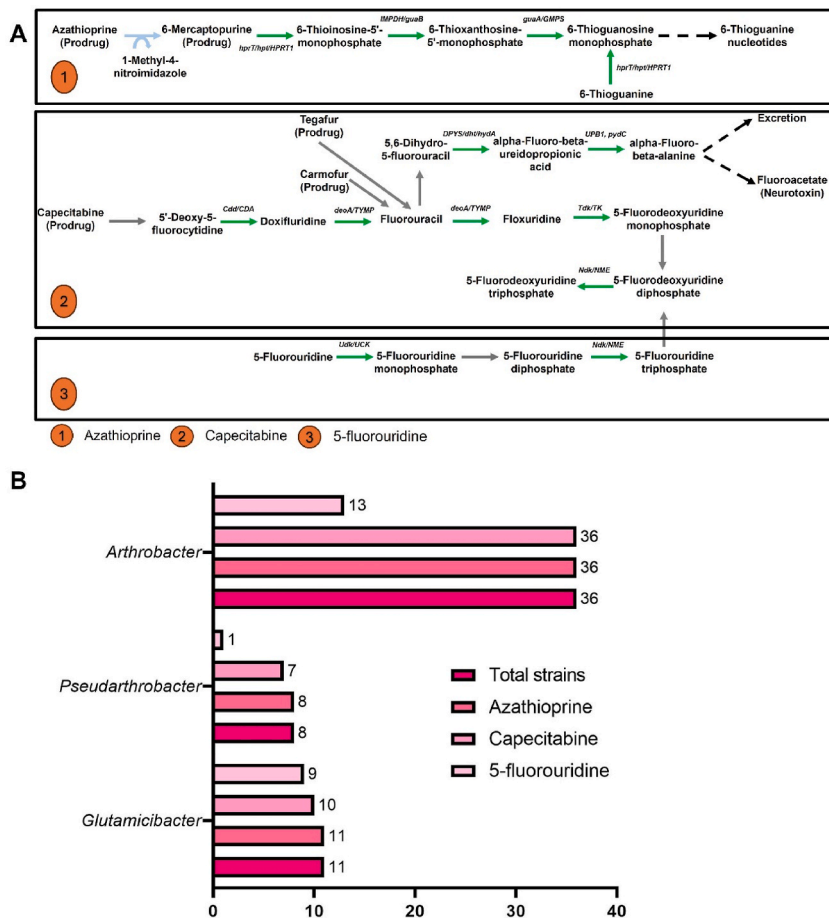 A
Azathioprine
(Prodrug)
1-Methyl-4-
nitroimidazole
6-Mercaptopurine
(Prodrug)
hprT/hpt/HPRT1
6-Thioinosine-5'-
monophosphate
IMPDH/guaB
6-Thioxanthosine-
5'-monophosphate
guaA/GMPS
6-Thioguanosine
monophosphate
6-Thioguanine
nucleotides
hprT/hpt/HPRT1
6-Thioguanine
1
Tegafur
(Prodrug)
Carmofur
(Prodrug)
5,6-Dihydro-
5-fluorouracil
DPYS/dht/hydA
alpha-Fluoro-beta-
ureidopropionic
acid
UPB1, pydC
alpha-Fluoro-
beta-alanine
Excretion
Fluoroacetate
(Neurotoxin)
Capecitabine
(Prodrug)
5'-Deoxy-5-
fluorocytidine
Cdd/CDA
Doxifluridine
deoA/TYMP
Fluorouracil
deoA/TYMP
Floxuridine
Tdk/TK
5-Fluorodeoxyuridine
monophosphate
5-Fluorodeoxyuridine
triphosphate
Ndk/NME
5-Fluorodeoxyuridine
diphosphate
2
5-Fluorouridine
Udk/UCK
5-Fluorouridine
monophosphate
5-Fluorouridine
diphosphate
Ndk/NME
5-Fluorouridine
triphosphate
3
1 Azathioprine 2 Capecitabine 3 5-fluorouridine
B
Arthrobacter
13
36
36
36
Pseudarthrobacter
1
7
8
8
Glutamicibacter
9
10
11
11
Total strains
Azathioprine
Capecitabine
5-fluorouridine
0 10 20 30 40